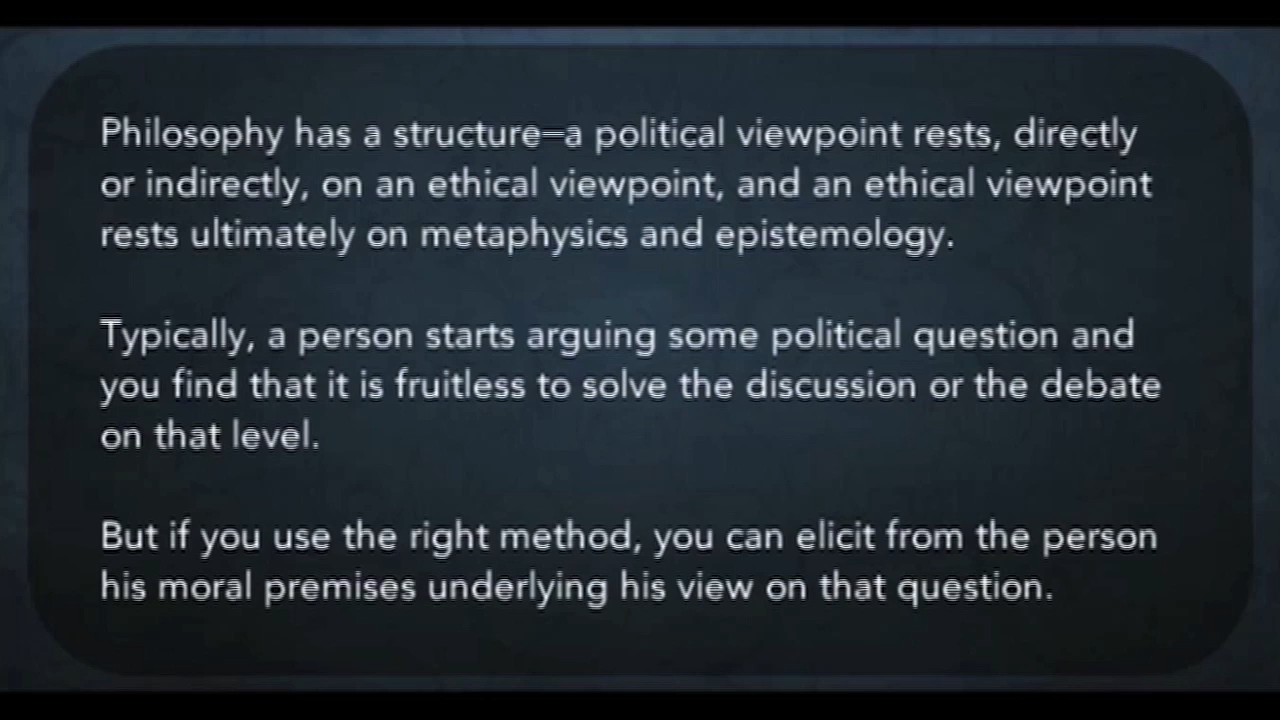 Philosophy has a structure—a political viewpoint rests, directly
or indirectly, on an ethical viewpoint, and an ethical viewpoint
rests ultimately on metaphysics and epistemology.
Typically, a person starts arguing some political question and
you find that it is fruitless to solve the discussion or the debate
on that level.
But if you use the right method, you can elicit from the person
his moral premises underlying his view on that question.